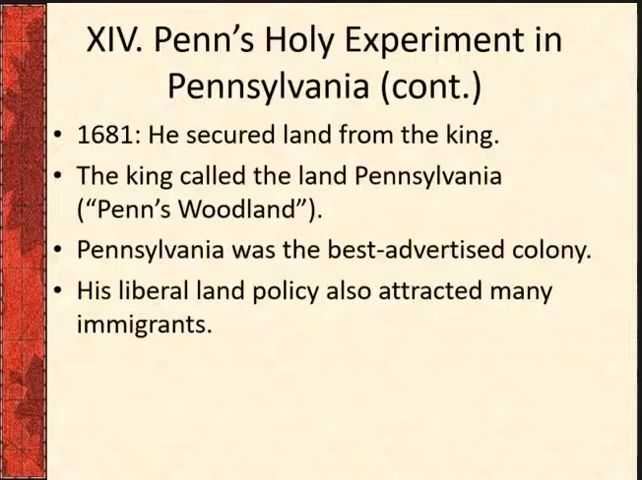 XIV. Penn’s Holy Experiment in
Pennsylvania (cont.)
• 1681: He secured land from the king.
• The king called the land Pennsylvania
(“Penn’s Woodland”).
• Pennsylvania was the best-advertised colony.
• His liberal land policy also attracted many
immigrants.